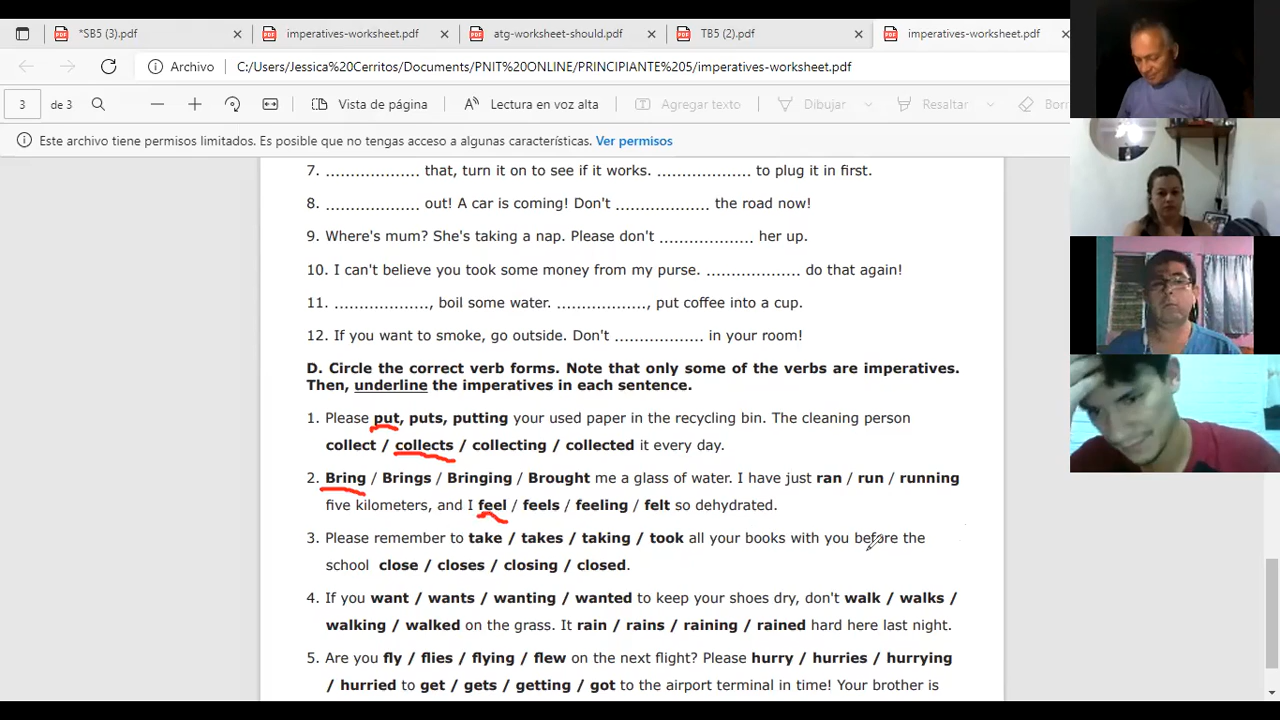 *SB5 (3).pdf
imperatives-worksheet.pdf
atg-worksheet-should.pdf
TB5 (2).pdf
imperatives-worksheet.pdf
Archivo C:/Users/Jessica%20Cerritos/Documents/PNIT%20ONLINE/PRINCIPIANTE%205/imperatives-worksheet.pdf
3 de 3 Vista de página Lectura en voz alta Agregar texto Dibujar Resaltar
Este archivo tiene permisos limitados. Es posible que no tengas acceso a algunas características. Ver permisos
7. ................... that, turn it on to see if it works. ................... to plug it in first.
8. ................... out! A car is coming! Don't ................... the road now!
9. Where's mum? She's taking a nap. Please don't ................... her up.
10. I can't believe you took some money from my purse. ................... do that again!
11. ..................., boil some water. ..................., put coffee into a cup.
12. If you want to smoke, go outside. Don't ................... in your room!
D. Circle the correct verb forms. Note that only some of the verbs are imperatives.
Then, underline the imperatives in each sentence.
1. Please put, puts, putting your used paper in the recycling bin. The cleaning person
collect / collects / collecting / collected it every day.
2. Bring / Brings / Bringing / Brought me a glass of water. I have just ran / run / running
five kilometers, and I feel / feels / feeling / felt so dehydrated.
3. Please remember to take / takes / taking / took all your books with you before the
school close / closes / closing / closed.
4. If you want / wants / wanting / wanted to keep your shoes dry, don't walk / walks /
walking / walked on the grass. It rain / rains / raining / rained hard here last night.
5. Are you fly / flies / flying / flew on the next flight? Please hurry / hurries / hurrying
/ hurried to get / gets / getting / got to the airport terminal in time! Your brother is